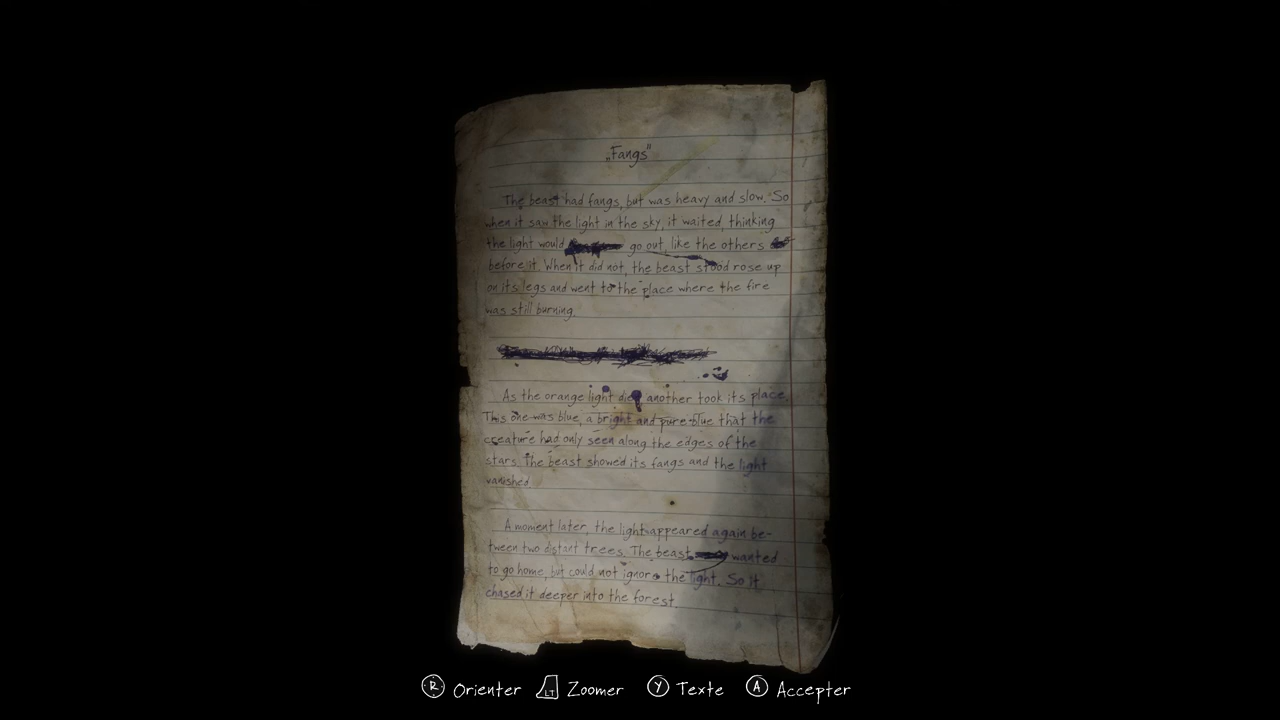 „Fangs"
The beast had fangs, but was heavy and slow. So
when it saw the light in the sky, it waited, thinking
the light would go out, like the others
before it. When it did not, the beast stood rose up
on its legs and went to the place where the fire
was still burning.
As the orange light died another took its place.
This one was blue, a bright and pure blue that the
creature had only seen along the edges of the
stars. The beast showed its fangs and the light
vanished.
A moment later, the light appeared again be-
tween two distant trees. The beast wanted
to go home, but could not ignore the light. So it
chased it deeper into the forest.
R Orienter LT Zoomer Y Texte A Accepter